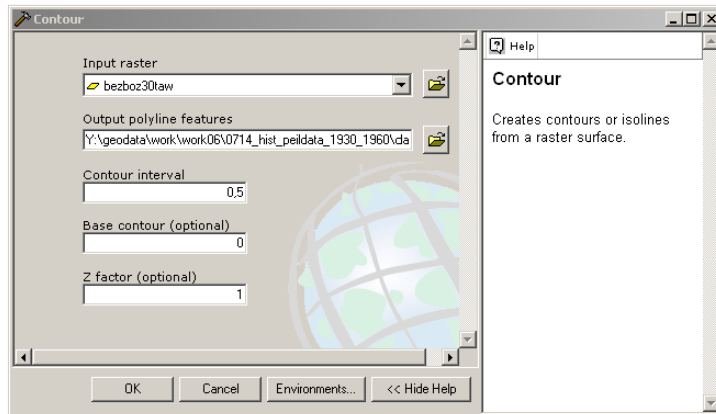 Contour
Input raster
bezboz30taw
Output polyline features
Y:\geodata\work\work06\0714_hist_peildata_1930_1960\da
Contour interval
0,5
Base contour (optional)
0
Z factor (optional)
1
OK
Cancel
Environments...
<< Hide Help
Help
Contour
Creates contours or isolines
from a raster surface.